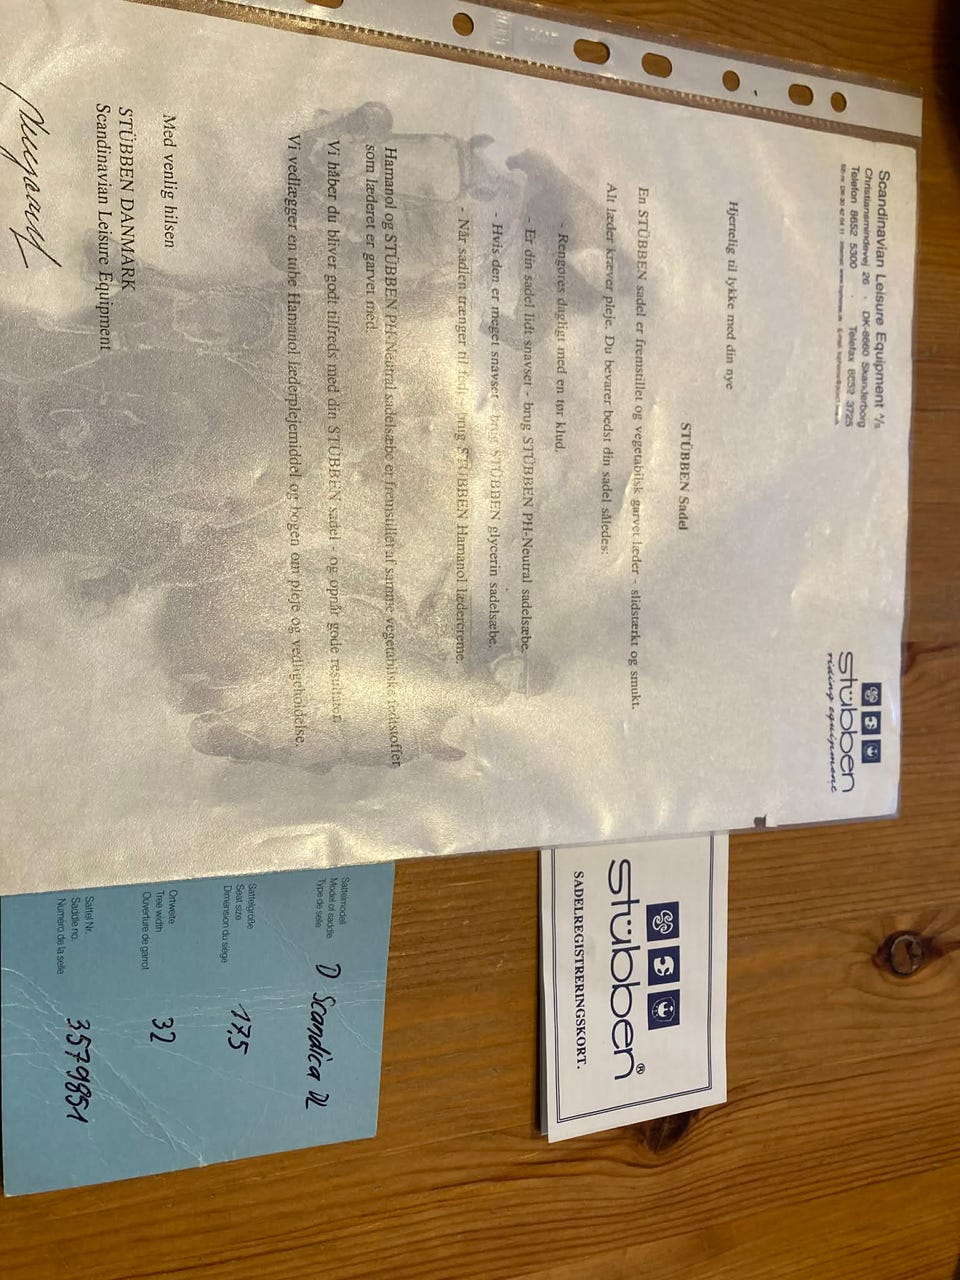 Scandinavian Leisure Equipment A/S
Christiansmindevej 26 · DK-8660 Skanderborg
Telefon 8652 5300 · Telefax 8652 3725
stübben
riding equipment
Hjertelig til lykke med din nye
STÜBBEN Sadel
En STÜBBEN sadel er fremstillet og vegetabilsk garvet læder - slidstærkt og smukt.
Alt læder kræver pleje. Du bevarer bedst din sadel således:
- Rengøres dagligt med en tør klud.
- Er din sadel lidt snavset - brug STÜBBEN PH-Neutral sadelsæbe.
- Hvis den er meget snavset - brug STÜBBEN glycerin sadelsæbe.
- Når sadlen trænger til fedt - brug STÜBBEN Hamanol lædercreme.
Hamanol og STÜBBEN PH-Neutral sadelsæbe er fremstillet af samme vegetabilske fedtstoffer
som læderet er garvet med.
Vi håber du bliver godt tilfreds med din STÜBBEN sadel - og opnår gode resultater.
Vi vedlægger en tube Hamanol læderplejemiddel og bogen om pleje og vedligeholdelse.
Med venlig hilsen
STÜBBEN DANMARK
Scandinavian Leisure Equipment
stübben®
SADELREGISTRERINGSKORT.
Sattelmodell
Model of saddle
Type de selle
D Scandica DL
Sattelgröße
Seat size
Dimension du siège
175
Ortweite
Tree width
Ouverture de garrot
32
Sattel Nr.
Saddle no.
Numéro de la selle
3579851